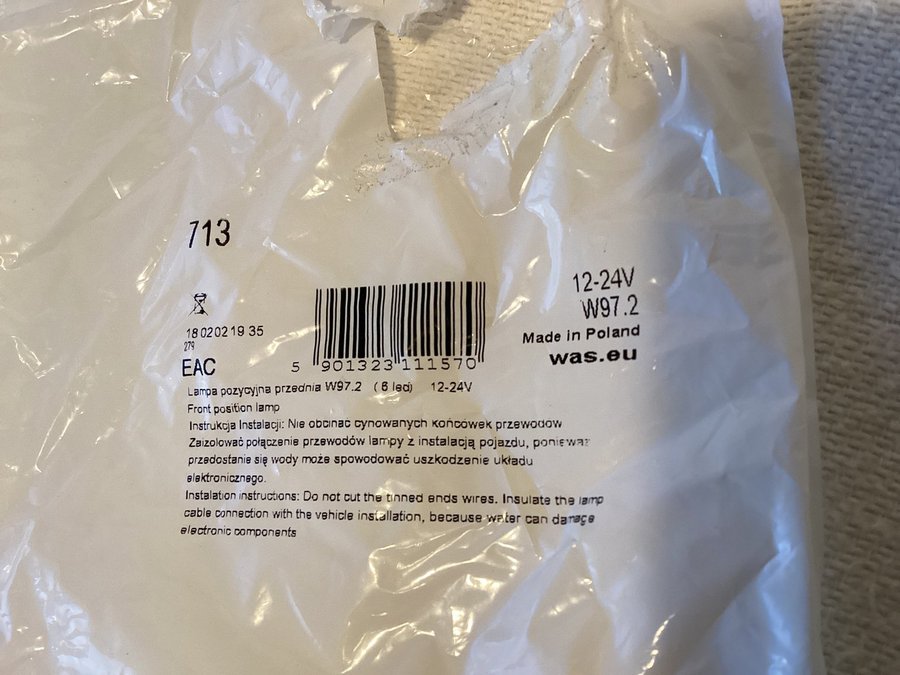 713
12-24V
W97.2
Made in Poland
was.eu
18 02 02 19 35
279
EAC
5 901323 111570
Lampa pozycyjna przednia W97.2 (6 led) 12-24V
Front position lamp
Instrukcja Instalacji: Nie obcinać cynowanych końcówek przewodów
Zaizolować połączenie przewodów lampy z instalacją pojazdu, ponieważ
przedostanie się wody może spowodować uszkodzenie układu
elektronicznego.
Instalation instructions: Do not cut the tinned ends wires. Insulate the lamp
cable connection with the vehicle installation, because water can damage
electronic components